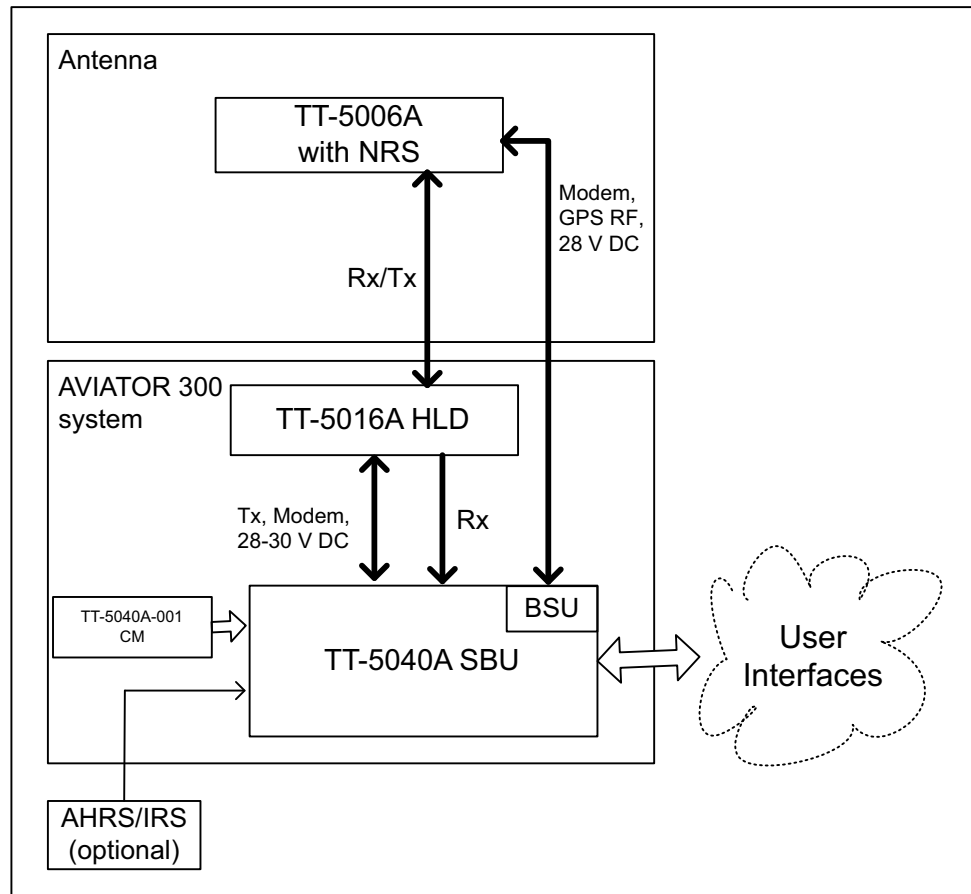 Antenna
TT-5006A
with NRS
Modem,
GPS RF,
28 V DC
Rx/Tx
AVIATOR 300
system
TT-5016A HLD
Tx, Modem,
28-30 V DC
Rx
BSU
TT-5040A-001
CM
TT-5040A SBU
User
Interfaces
AHRS/IRS
(optional)